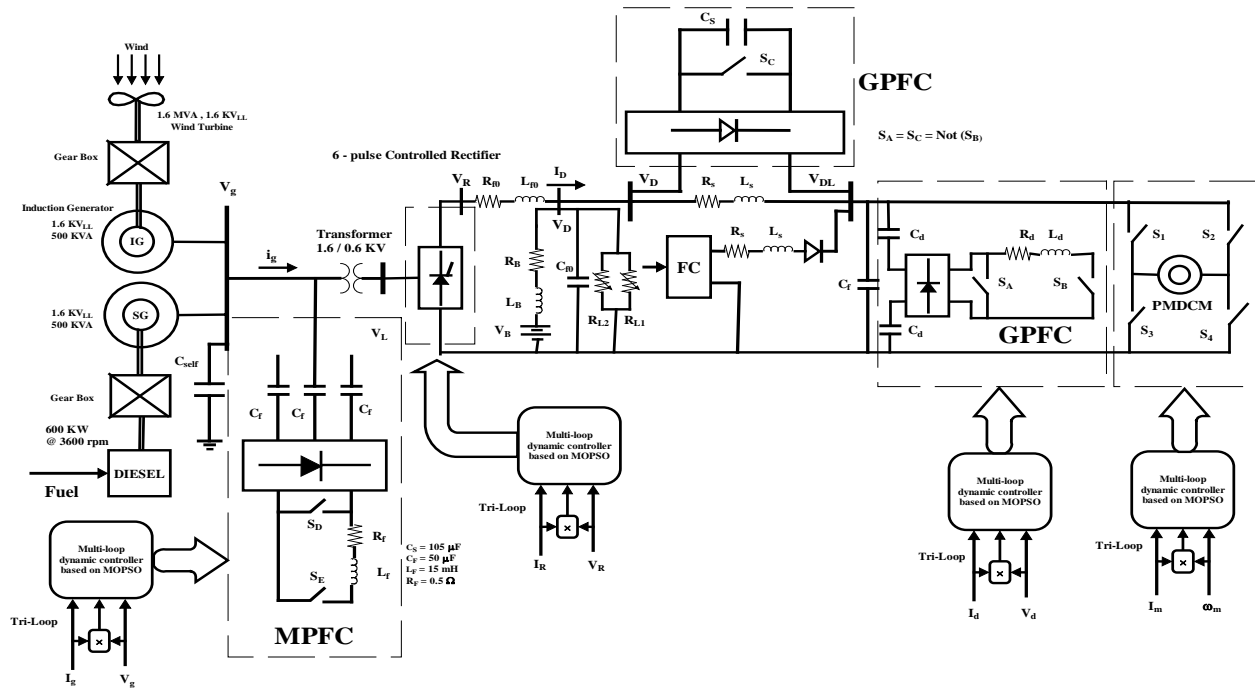 Wind
1.6 MVA , 1.6 KV_LL
Wind Turbine
Gear Box
Induction Generator
1.6 KV_LL
500 KVA
IG
1.6 KV_LL
500 KVA
SG
C_self
Gear Box
600 KW
@ 3600 rpm
DIESEL
Fuel
Multi-loop
dynamic controller
based on MOPSO
Tri-Loop
×
I_g
V_g
V_g
i_g
Transformer
1.6 / 0.6 KV
V_L
C_f
C_f
C_f
S_D
R_f
S_E
L_f
MPFC
C_S = 105 μF
C_F = 50 μF
L_F = 15 mH
R_F = 0.5 Ω
6 - pulse Controlled Rectifier
V_R
R_f0
L_f0
I_D
V_D
R_B
L_B
V_B
C_f0
R_L2
R_L1
Multi-loop
dynamic controller
based on MOPSO
Tri-Loop
×
I_R
V_R
C_S
S_C
GPFC
V_D
V_DL
R_s
L_s
FC
R_s
L_s
S_A = S_C = Not (S_B)
C_f
C_d
C_d
R_d
L_d
S_A
S_B
GPFC
S_1
S_2
PMDCM
S_3
S_4
Multi-loop
dynamic controller
based on MOPSO
Tri-Loop
×
I_d
V_d
Multi-loop
dynamic controller
based on MOPSO
Tri-Loop
×
I_m
ω_m